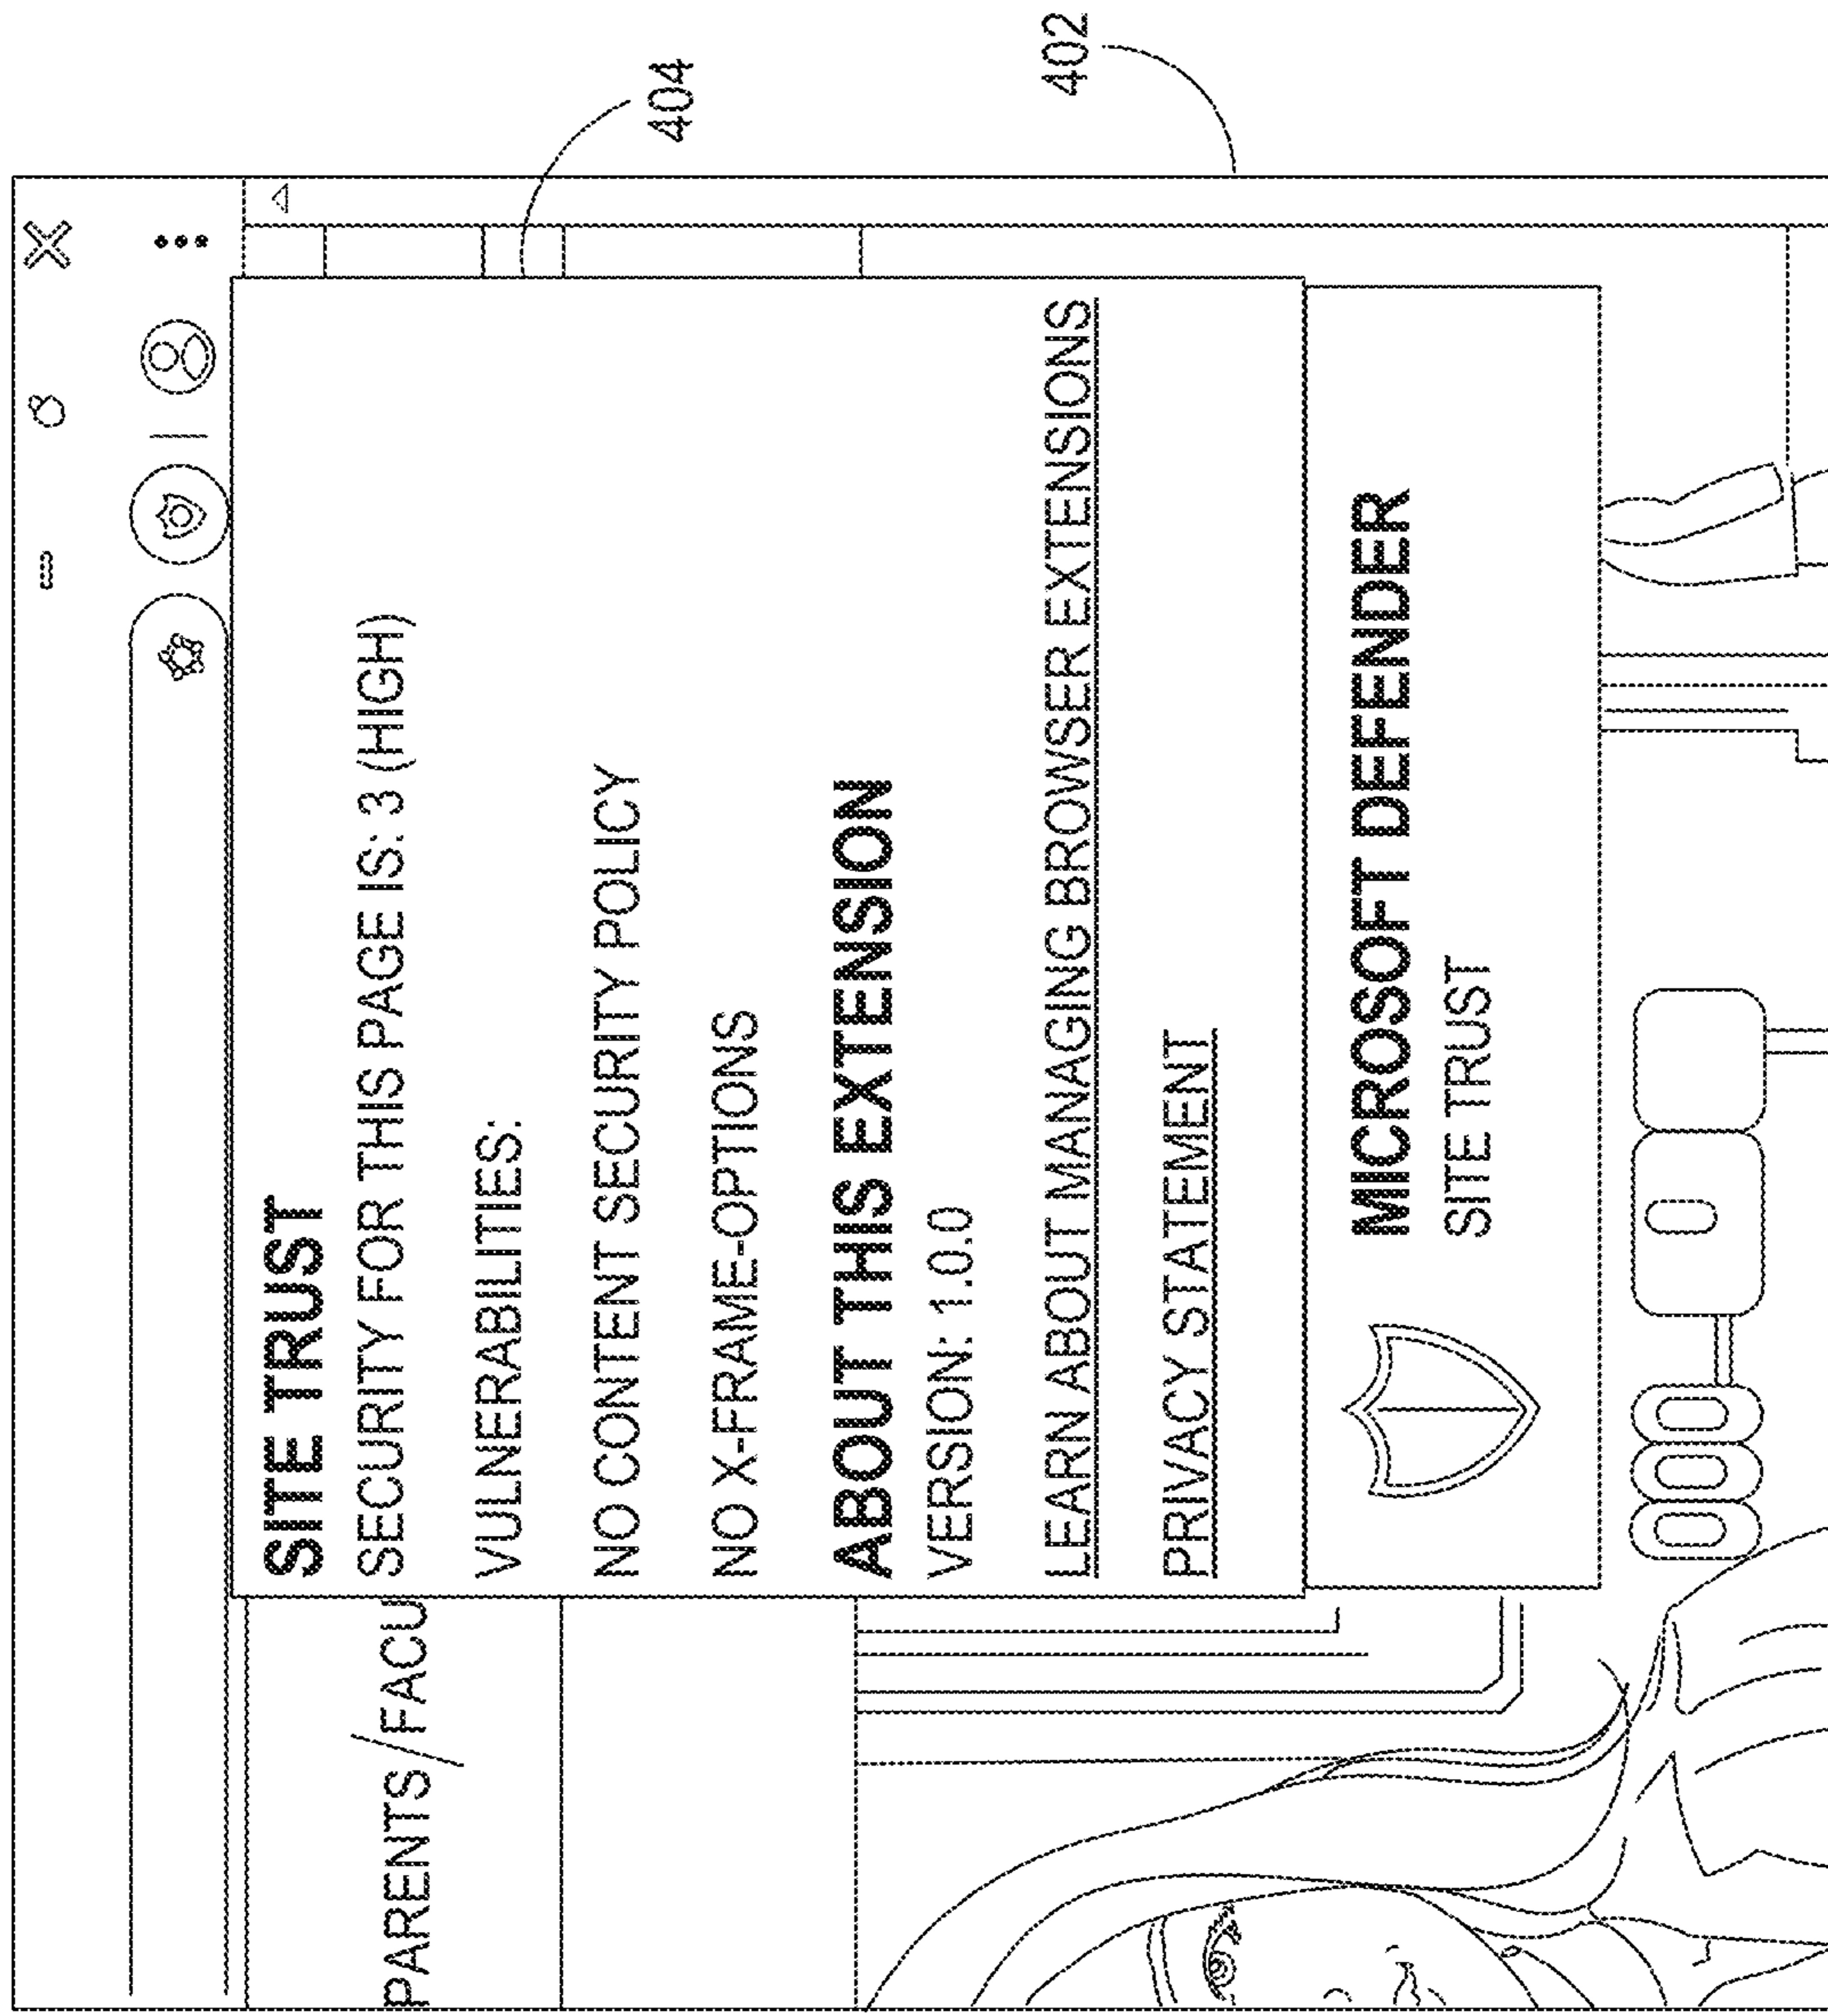 PARENTS/FACU
SITE TRUST
SECURITY FOR THIS PAGE IS: 3 (HIGH)
VULNERABILITIES:
NO CONTENT SECURITY POLICY
NO X-FRAME-OPTIONS
ABOUT THIS EXTENSION
VERSION: 1.0.0
LEARN ABOUT MANAGING BROWSER EXTENSIONS
PRIVACY STATEMENT
MICROSOFT DEFENDER
SITE TRUST
404
402